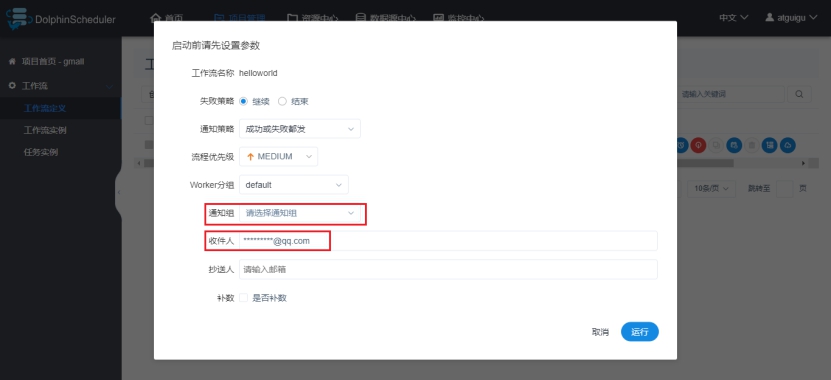 DolphinScheduler 首页 项目管理 资源中心 数据源中心 监控中心 中文 atguigu
启动前请先设置参数
项目首页 - gmall
工作流名称 helloworld
工作流
失败策略 继续 结束
请输入关键词
工作流定义
通知策略 成功或失败都发
工作流实例
任务实例
流程优先级 MEDIUM
Worker分组 default
10条/页 跳转至 页
通知组 请选择通知组
收件人 *********@qq.com
抄送人 请输入邮箱
补数 是否补数
取消 运行